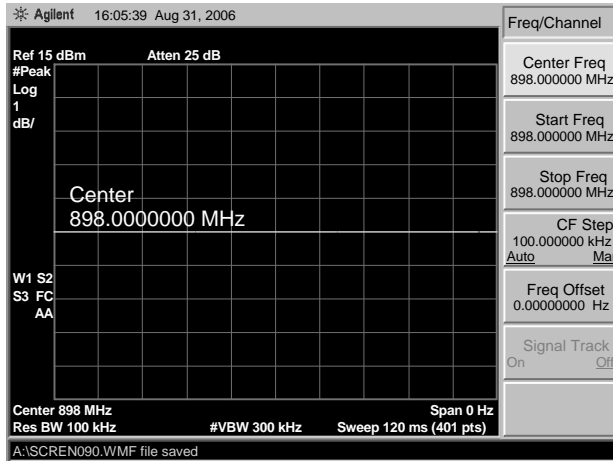 Agilent 16:05:39 Aug 31, 2006
Ref 15 dBm Atten 25 dB
#Peak
Log
1
dB/
Center
898.0000000 MHz
W1 S2
S3 FC
AA
Center 898 MHz Span 0 Hz
Res BW 100 kHz #VBW 300 kHz Sweep 120 ms (401 pts)
A:\SCREN090.WMF file saved
Freq/Channel
Center Freq
898.000000 MHz
Start Freq
898.000000 MHz
Stop Freq
898.000000 MHz
CF Step
100.000000 kHz
Auto Ma
Freq Offset
0.00000000 Hz
Signal Track
On Off